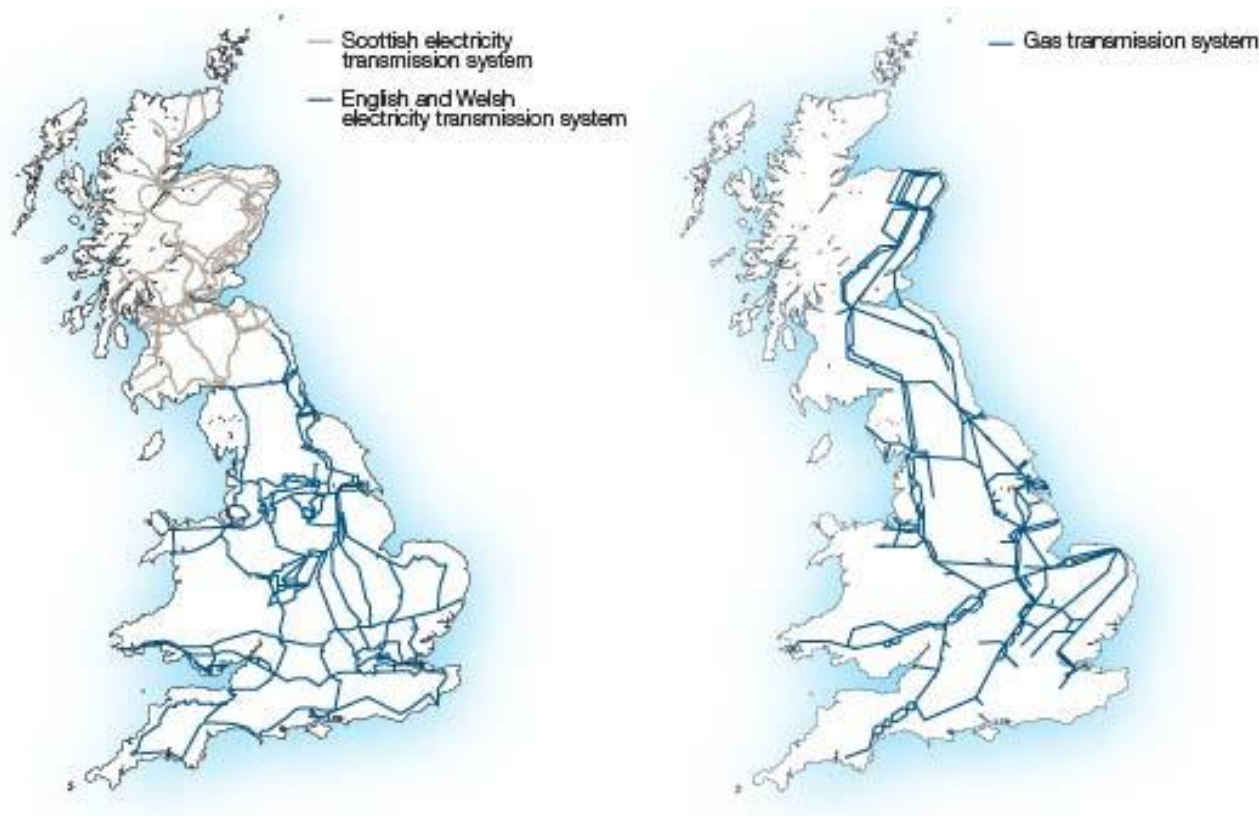 Scottish electricity
transmission system
English and Welsh
electricity transmission system
Gas transmission system